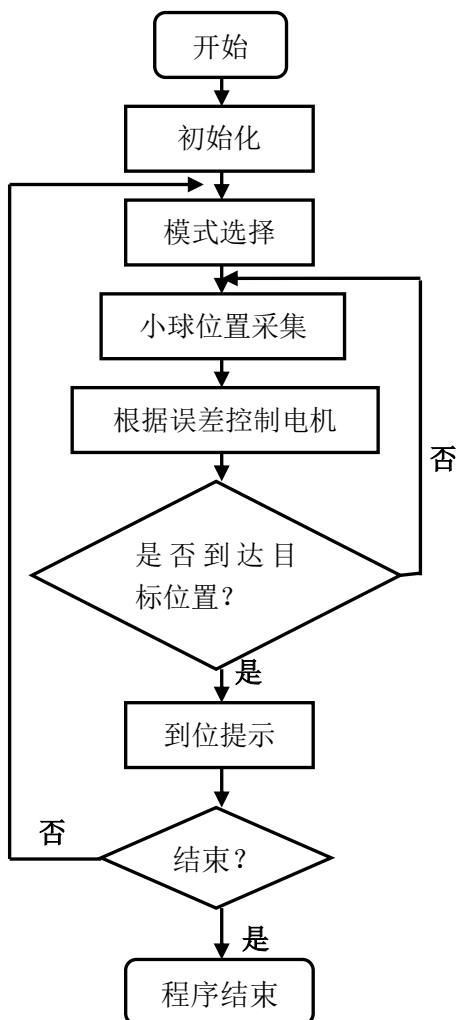 开始
初始化
模式选择
小球位置采集
根据误差控制电机
否
是否到达目
标位置?
是
到位提示
否
结束?
是
程序结束